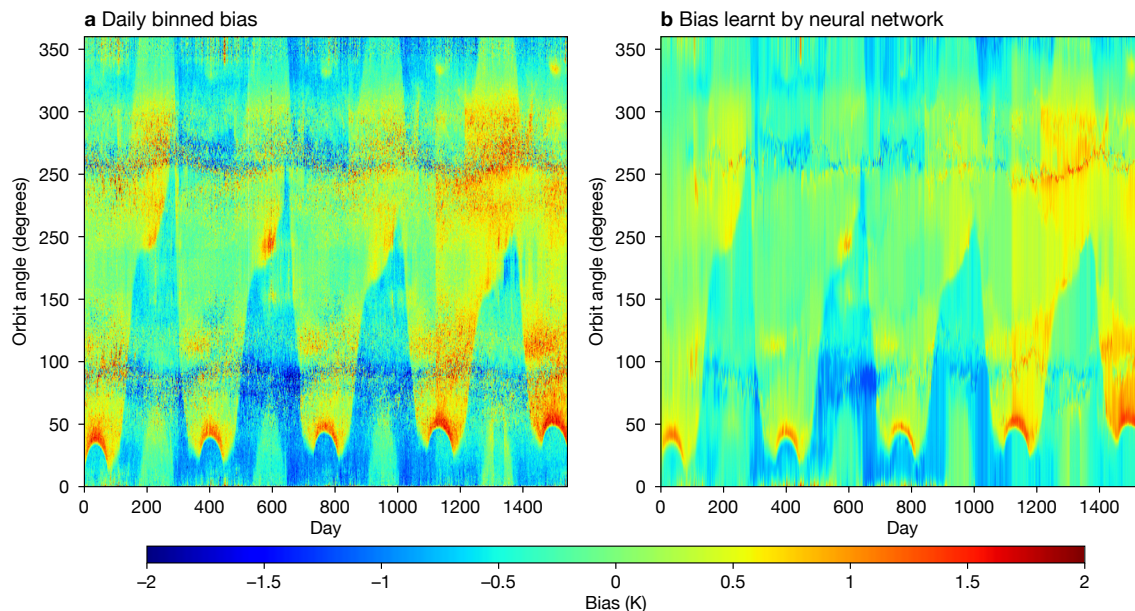 a Daily binned bias
b Bias learnt by neural network
Orbit angle (degrees)
350
300
250
250
150
100
50
0
0 200 400 600 800 1000 1200 1400
Day
Orbit angle (degrees)
350
300
250
250
150
100
50
0
0 200 400 600 800 1000 1200 1400
Day
−2 −1.5 −1 −0.5 0 0.5 1 1.5 2
Bias (K)